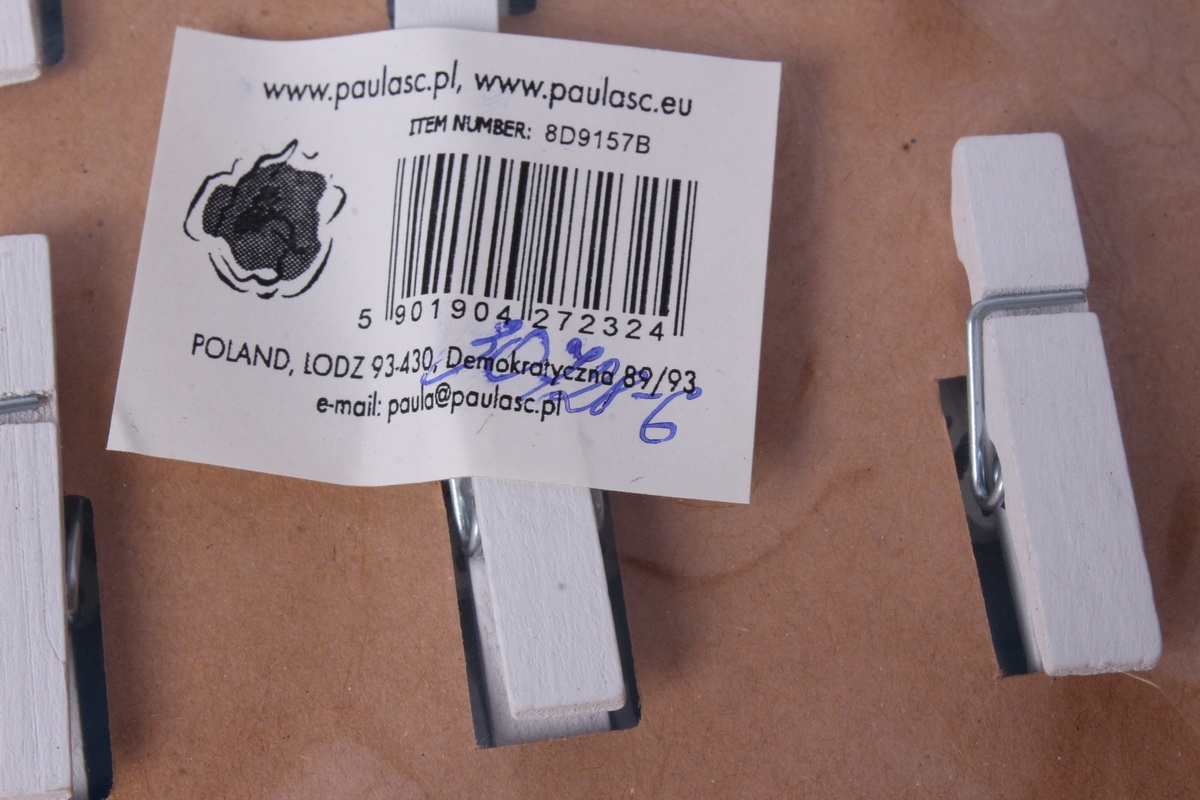 www.paulasc.pl, www.paulasc.eu
ITEM NUMBER: 8D9157B
5 901904 272324
POLAND, LODZ 93-430, Demokratyczna 89/93
e-mail: paula@paulasc.pl